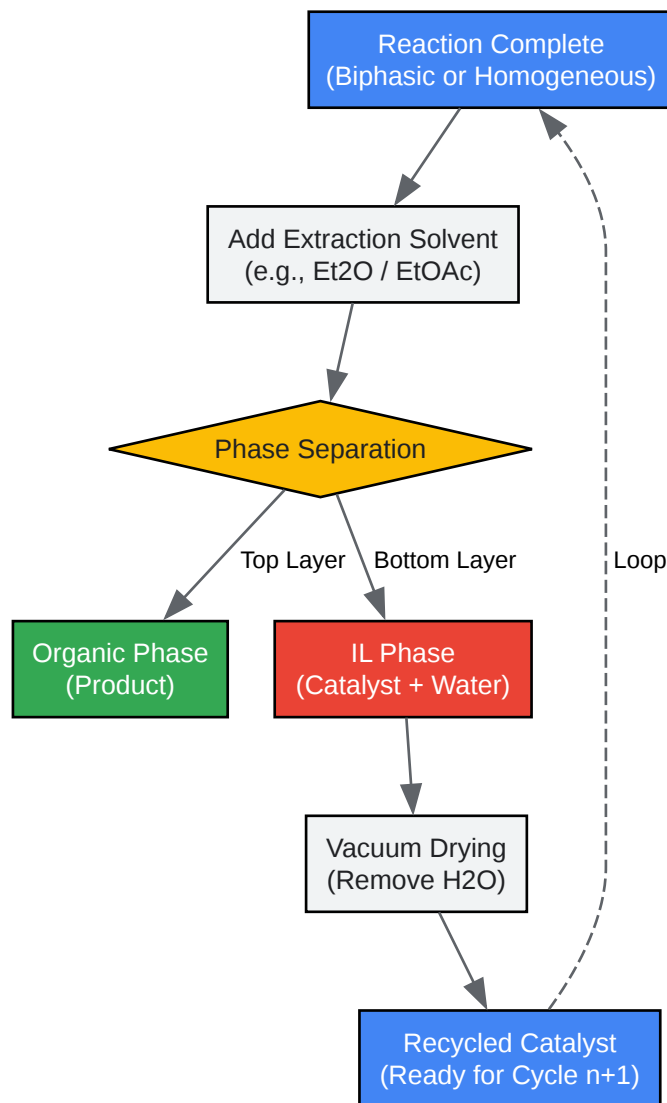 Reaction Complete
(Biphasic or Homogeneous)
Add Extraction Solvent
(e.g., Et2O / EtOAc)
Phase Separation
Top Layer
Bottom Layer
Loop
Organic Phase
(Product)
IL Phase
(Catalyst + Water)
Vacuum Drying
(Remove H2O)
Recycled Catalyst
(Ready for Cycle n+1)